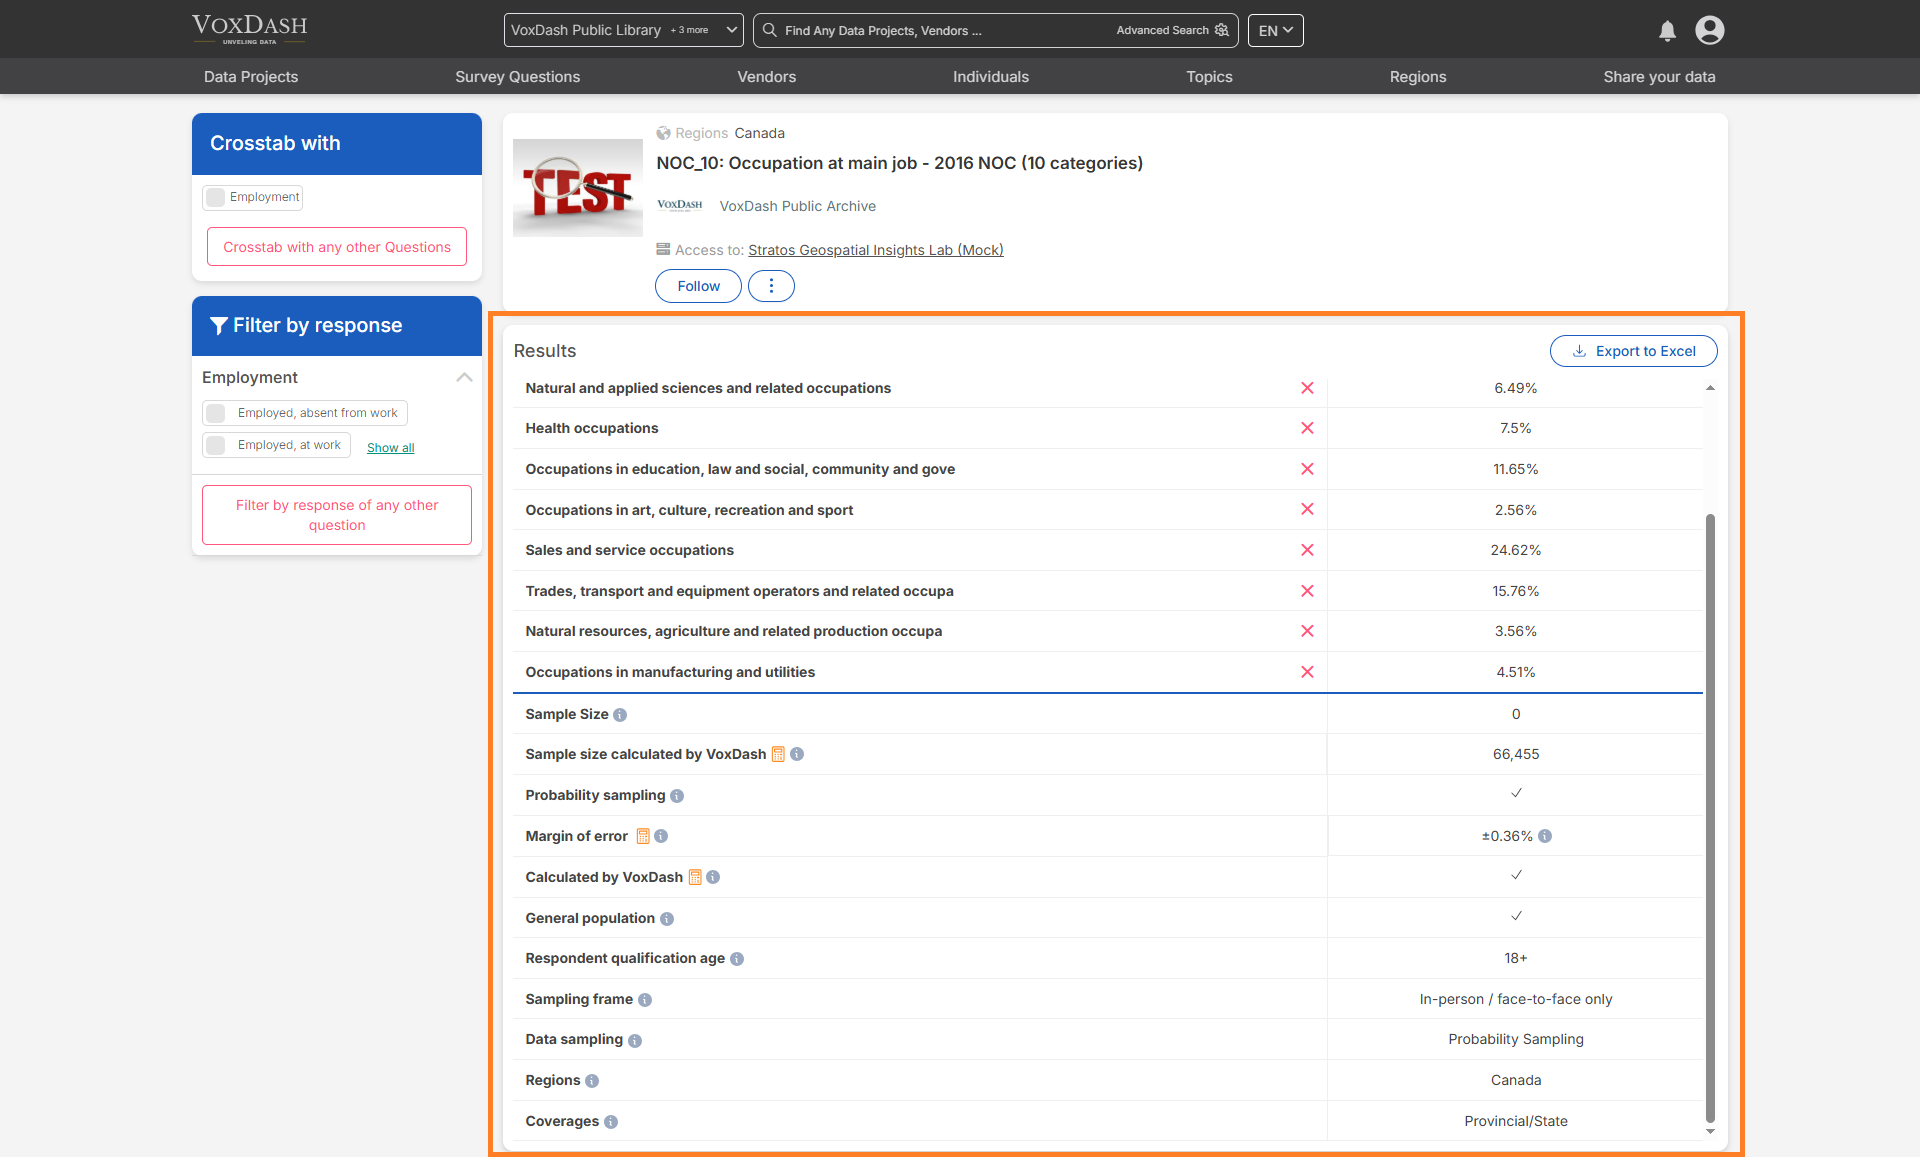 VOXDASH
UNVELING DATA
VoxDash Public Library + 3 more
Find Any Data Projects, Vendors ...
Advanced Search
EN
Data Projects
Survey Questions
Vendors
Individuals
Topics
Regions
Share your data
Crosstab with
Employment
Crosstab with any other Questions
Filter by response
Employment
Employed, absent from work
Employed, at work
Show all
Filter by response of any other
question
TEST
Regions Canada
NOC_10: Occupation at main job - 2016 NOC (10 categories)
VOXDASH
VoxDash Public Archive
Access to: Stratos Geospatial Insights Lab (Mock)
Follow
Results
Export to Excel
Natural and applied sciences and related occupations 6.49%
Health occupations 7.5%
Occupations in education, law and social, community and gove 11.65%
Occupations in art, culture, recreation and sport 2.56%
Sales and service occupations 24.62%
Trades, transport and equipment operators and related occupa 15.76%
Natural resources, agriculture and related production occupa 3.56%
Occupations in manufacturing and utilities 4.51%
Sample Size 0
Sample size calculated by VoxDash 66,455
Probability sampling
Margin of error ±0.36%
Calculated by VoxDash
General population
Respondent qualification age 18+
Sampling frame In-person / face-to-face only
Data sampling Probability Sampling
Regions Canada
Coverages Provincial/State